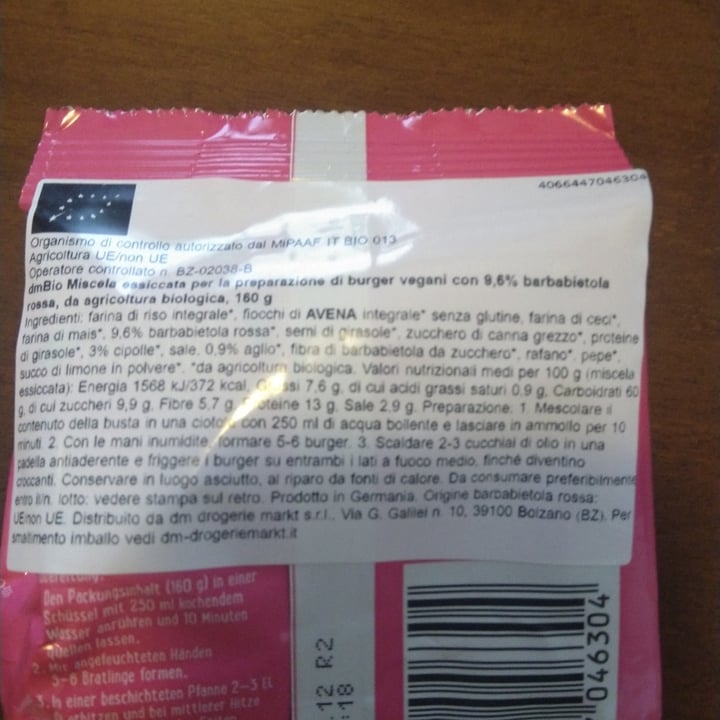 4066447046304
Organismo di controllo autorizzato dal MiPAAF IT BIO 013
Agricoltura UE/non UE
Operatore controllato n. BZ-02038-B
dmBio Miscela essiccata per la preparazione di burger vegani con 9,6% barbabietola
rossa, da agricoltura biologica, 160 g
Ingredienti: farina di riso integrale*, fiocchi di AVENA integrale* senza glutine, farina di ceci*,
farina di mais*, 9,6% barbabietola rossa*, semi di girasole*, zucchero di canna grezzo*, proteine
di girasole*, 3% cipolle*, sale, 0,9% aglio*, fibra di barbabietola da zucchero*, rafano*, pepe*,
succo di limone in polvere*. *da agricoltura biologica. Valori nutrizionali medi per 100 g (miscela
essiccata): Energia 1568 kJ/372 kcal, Grassi 7,6 g, di cui acidi grassi saturi 0,9 g, Carboidrati 60
g, di cui zuccheri 9,9 g, Fibre 5,7 g, Proteine 13 g, Sale 2,9 g. Preparazione: 1. Mescolare il
contenuto della busta in una ciotola con 250 ml di acqua bollente e lasciare in ammollo per 10
minuti. 2. Con le mani inumidite, formare 5-6 burger. 3. Scaldare 2-3 cucchiai di olio in una
padella antiaderente e friggere i burger su entrambi i lati a fuoco medio, finché diventino
croccanti. Conservare in luogo asciutto, al riparo da fonti di calore. Da consumare preferibilmente
entro il/n. lotto: vedere stampa sul retro. Prodotto in Germania. Origine barbabietola rossa:
UE/non UE. Distribuito da dm drogerie markt s.r.l., Via G. Galilei n. 10, 39100 Bolzano (BZ). Per
smaltimento imballo vedi dm-drogeriemarkt.it
Den Packungsinhalt (160 g) in einer
Schüssel mit 250 ml kochendem
Wasser anrühren und 10 Minuten
quellen lassen.
2. Mit angefeuchteten Händen
5-6 Bratlinge formen.
3. In einer beschichteten Pfanne 2-3 EL
Öl erhitzen und bei mittlerer Hitze
12 R2
:18
046304